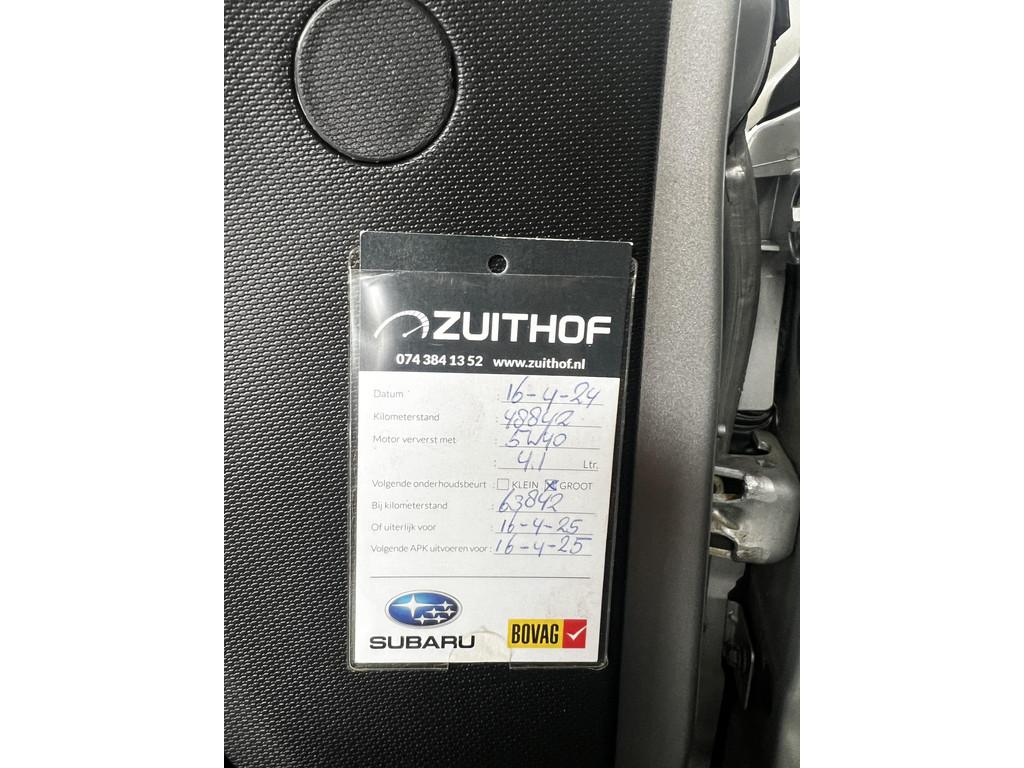 ZUITHOF
074 384 13 52 www.zuithof.nl
Datum : 16-4-24
Kilometerstand : 48842
Motor ververst met : 5W40
: 4.1 Ltr.
Volgende onderhoudsbeurt : ☐ KLEIN ☒ GROOT
Bij kilometerstand : 63842
Of uiterlijk voor : 16-4-25
Volgende APK uitvoeren voor : 16-4-25
SUBARU
BOVAG